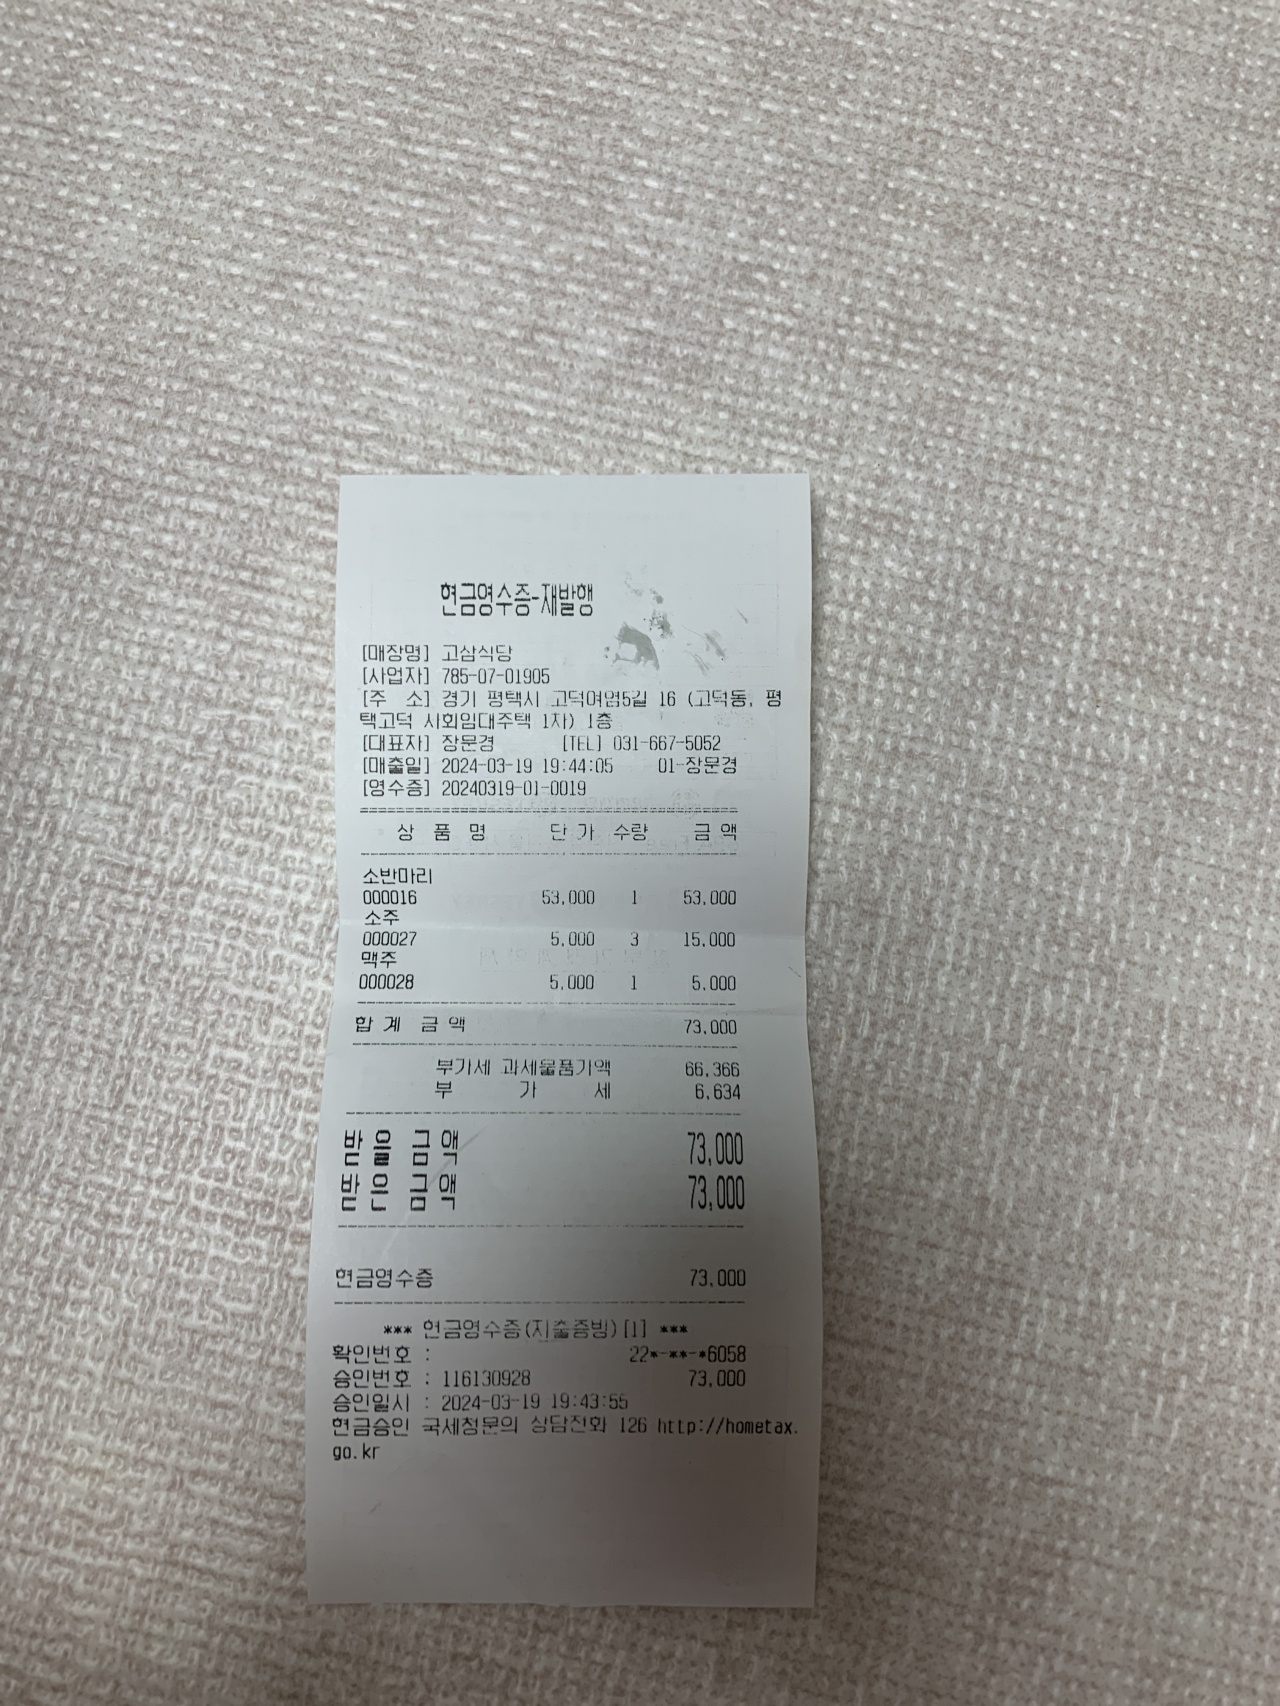 현금영수증-재발행
[매장명] 고삼식당
[사업자] 785-07-01905
[주 소] 경기 평택시 고덕여염5길 16 (고덕동, 평
택고덕 사회임대주택 1차) 1층
[대표자] 장문경 [TEL] 031-667-5052
[매출일] 2024-03-19 19:44:05 01-장문경
[영수증] 20240319-01-0019
상 품 명 단 가 수량 금 액
소반마리
000016 53,000 1 53,000
소주
000027 5,000 3 15,000
맥주
000028 5,000 1 5,000
합 계 금 액 73,000
부가세 과세물품가액 66,366
부 가 세 6,634
받 을 금 액 73,000
받 은 금 액 73,000
현금영수증 73,000
*** 현금영수증(지출증빙)[1] ***
확인번호 : 22*-**-*6058
승인번호 : 116130928 73,000
승인일시 : 2024-03-19 19:43:55
현금승인 국세청문의 상담전화 126 http://hometax.
go.kr